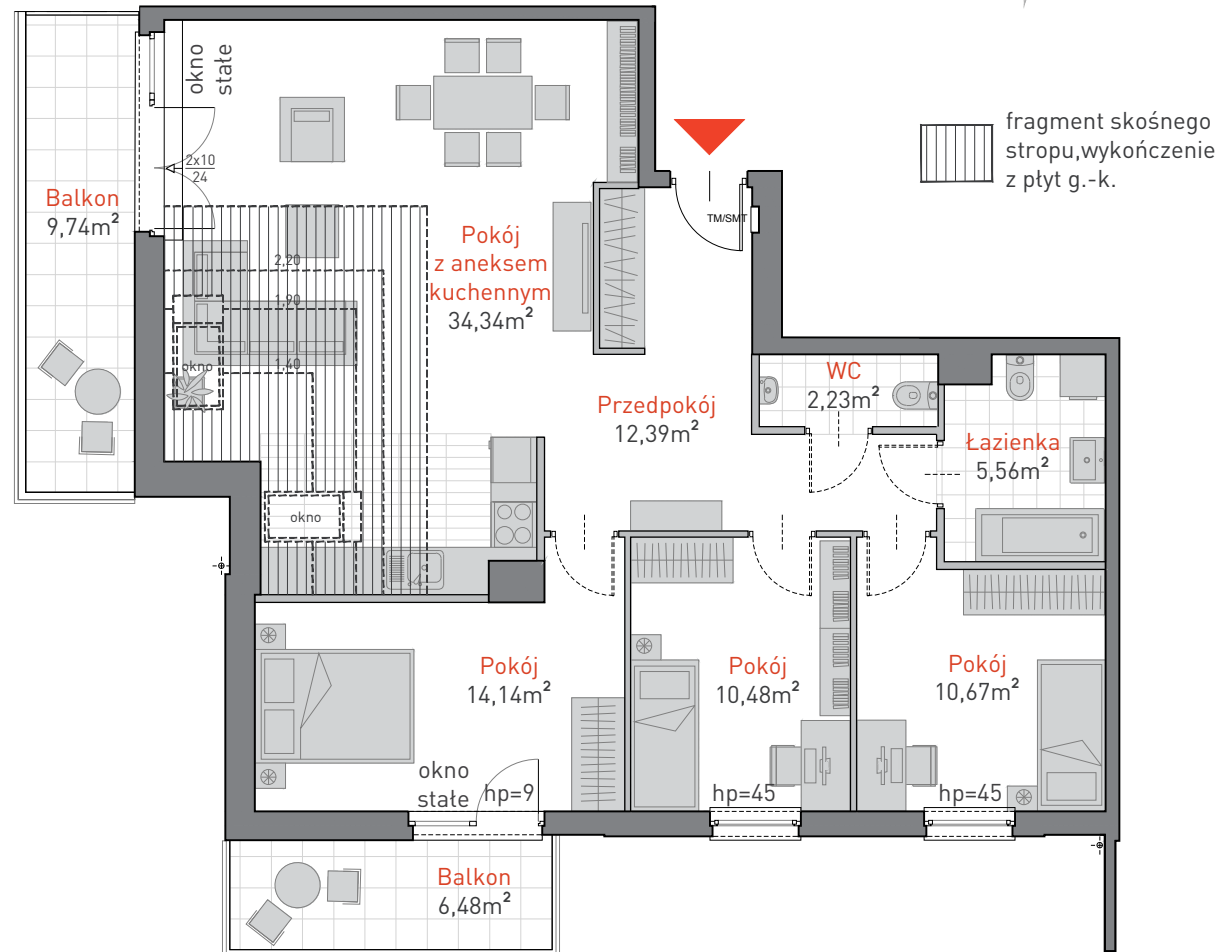 okno
stałe
fragment skośnego
stropu,wykończenie
z płyt g.-k.
2x10
24
Balkon
9,74m²
TM/SMT
Pokój
z aneksem
kuchennym
34,34m²
2,20
1,90
1,40
okno
WC
2,23m²
Przedpokój
12,39m²
Łazienka
5,56m²
okno
Pokój
14,14m²
Pokój
10,48m²
Pokój
10,67m²
okno
stałe
hp=9
hp=45
hp=45
Balkon
6,48m²